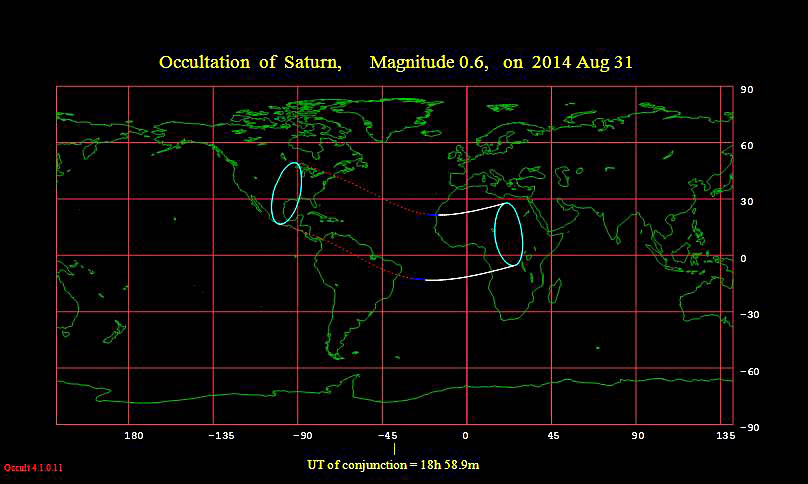 Occultation of Saturn, Magnitude 0.6, on 2014 Aug 31
90
60
30
0
-30
-60
-90
180 -135 -90 -45 0 45 90 135
UT of conjunction = 18h 58.9m
Occult 4.1.0.11